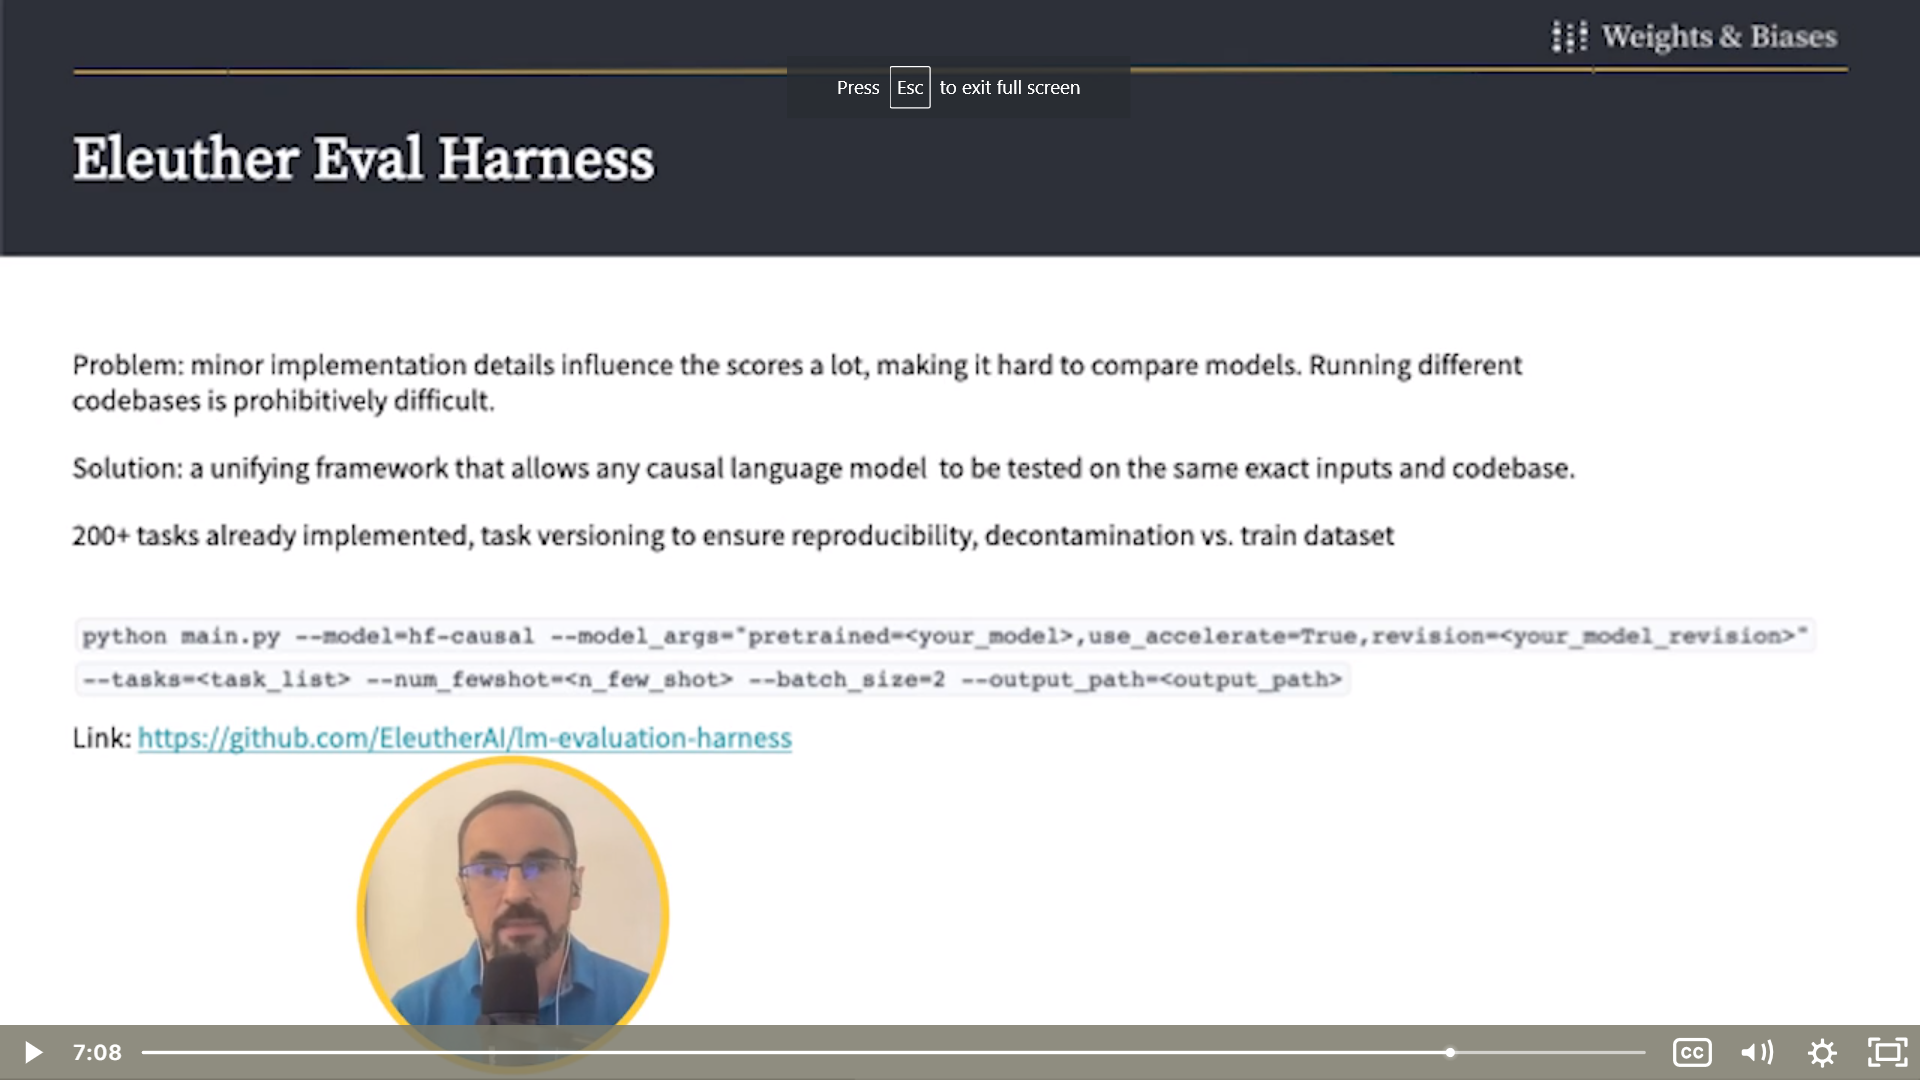 Weights & Biases
Press Esc to exit full screen
Eleuther Eval Harness
Problem: minor implementation details influence the scores a lot, making it hard to compare models. Running different
codebases is prohibitively difficult.
Solution: a unifying framework that allows any causal language model to be tested on the same exact inputs and codebase.
200+ tasks already implemented, task versioning to ensure reproducibility, decontamination vs. train dataset
python main.py --model=hf-causal --model_args="pretrained=<your_model>,use_accelerate=True,revision=<your_model_revision>"
--tasks=<task_list> --num_fewshot=<n_few_shot> --batch_size=2 --output_path=<output_path>
Link: https://github.com/EleutherAI/lm-evaluation-harness
7:08
CC